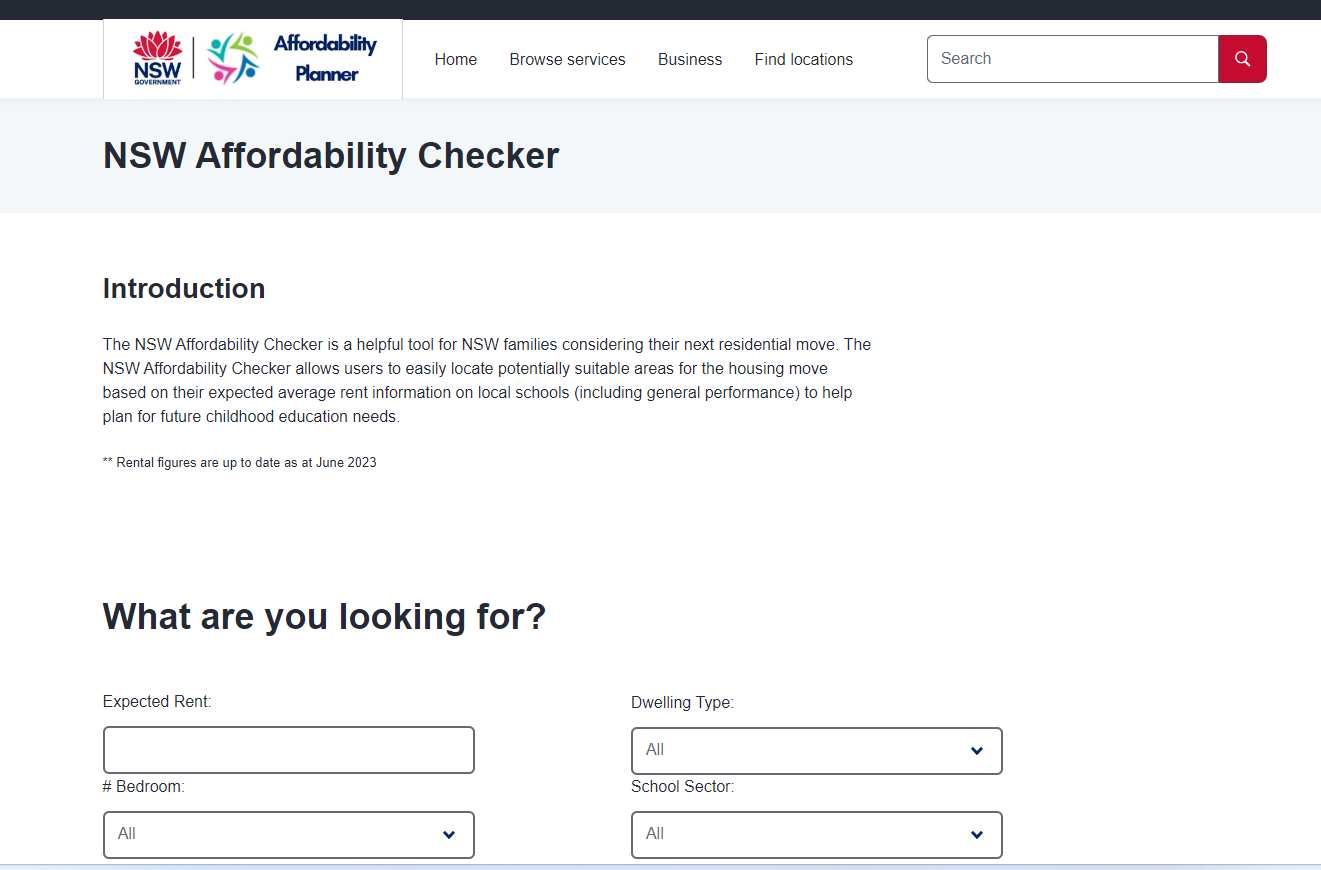 NSW
GOVERNMENT
Affordability
Planner
Home
Browse services
Business
Find locations
Search
NSW Affordability Checker
Introduction
The NSW Affordability Checker is a helpful tool for NSW families considering their next residential move. The
NSW Affordability Checker allows users to easily locate potentially suitable areas for the housing move
based on their expected average rent information on local schools (including general performance) to help
plan for future childhood education needs.
** Rental figures are up to date as at June 2023
What are you looking for?
Expected Rent:
Dwelling Type:
All
# Bedroom:
School Sector:
All
All